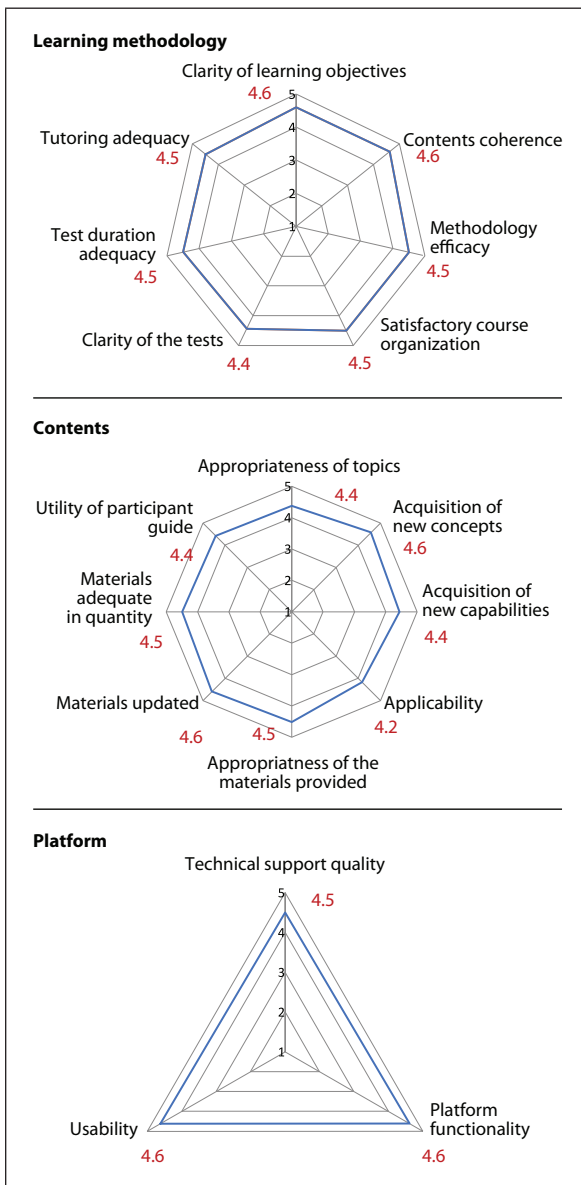 Learning methodology
Clarity of learning objectives
4.6
5
4
3
2
1
Tutoring adequacy
4.5
Contents coherence
4.6
Test duration
adequacy
4.5
Methodology
efficacy
4.5
Clarity of the tests
4.4
Satisfactory course
organization
4.5
Contents
Appropriateness of topics
4.4
5
4
3
2
1
Utility of participant
guide
4.4
Acquisition of
new concepts
4.6
Materials
adequate
in quantity
4.5
Acquisition of
new capabilities
4.4
Materials updated
4.6
Applicability
4.2
4.5
Appropriatness of the
materials provided
Platform
Technical support quality
4.5
5
4
3
2
1
Usability
4.6
Platform
functionality
4.6